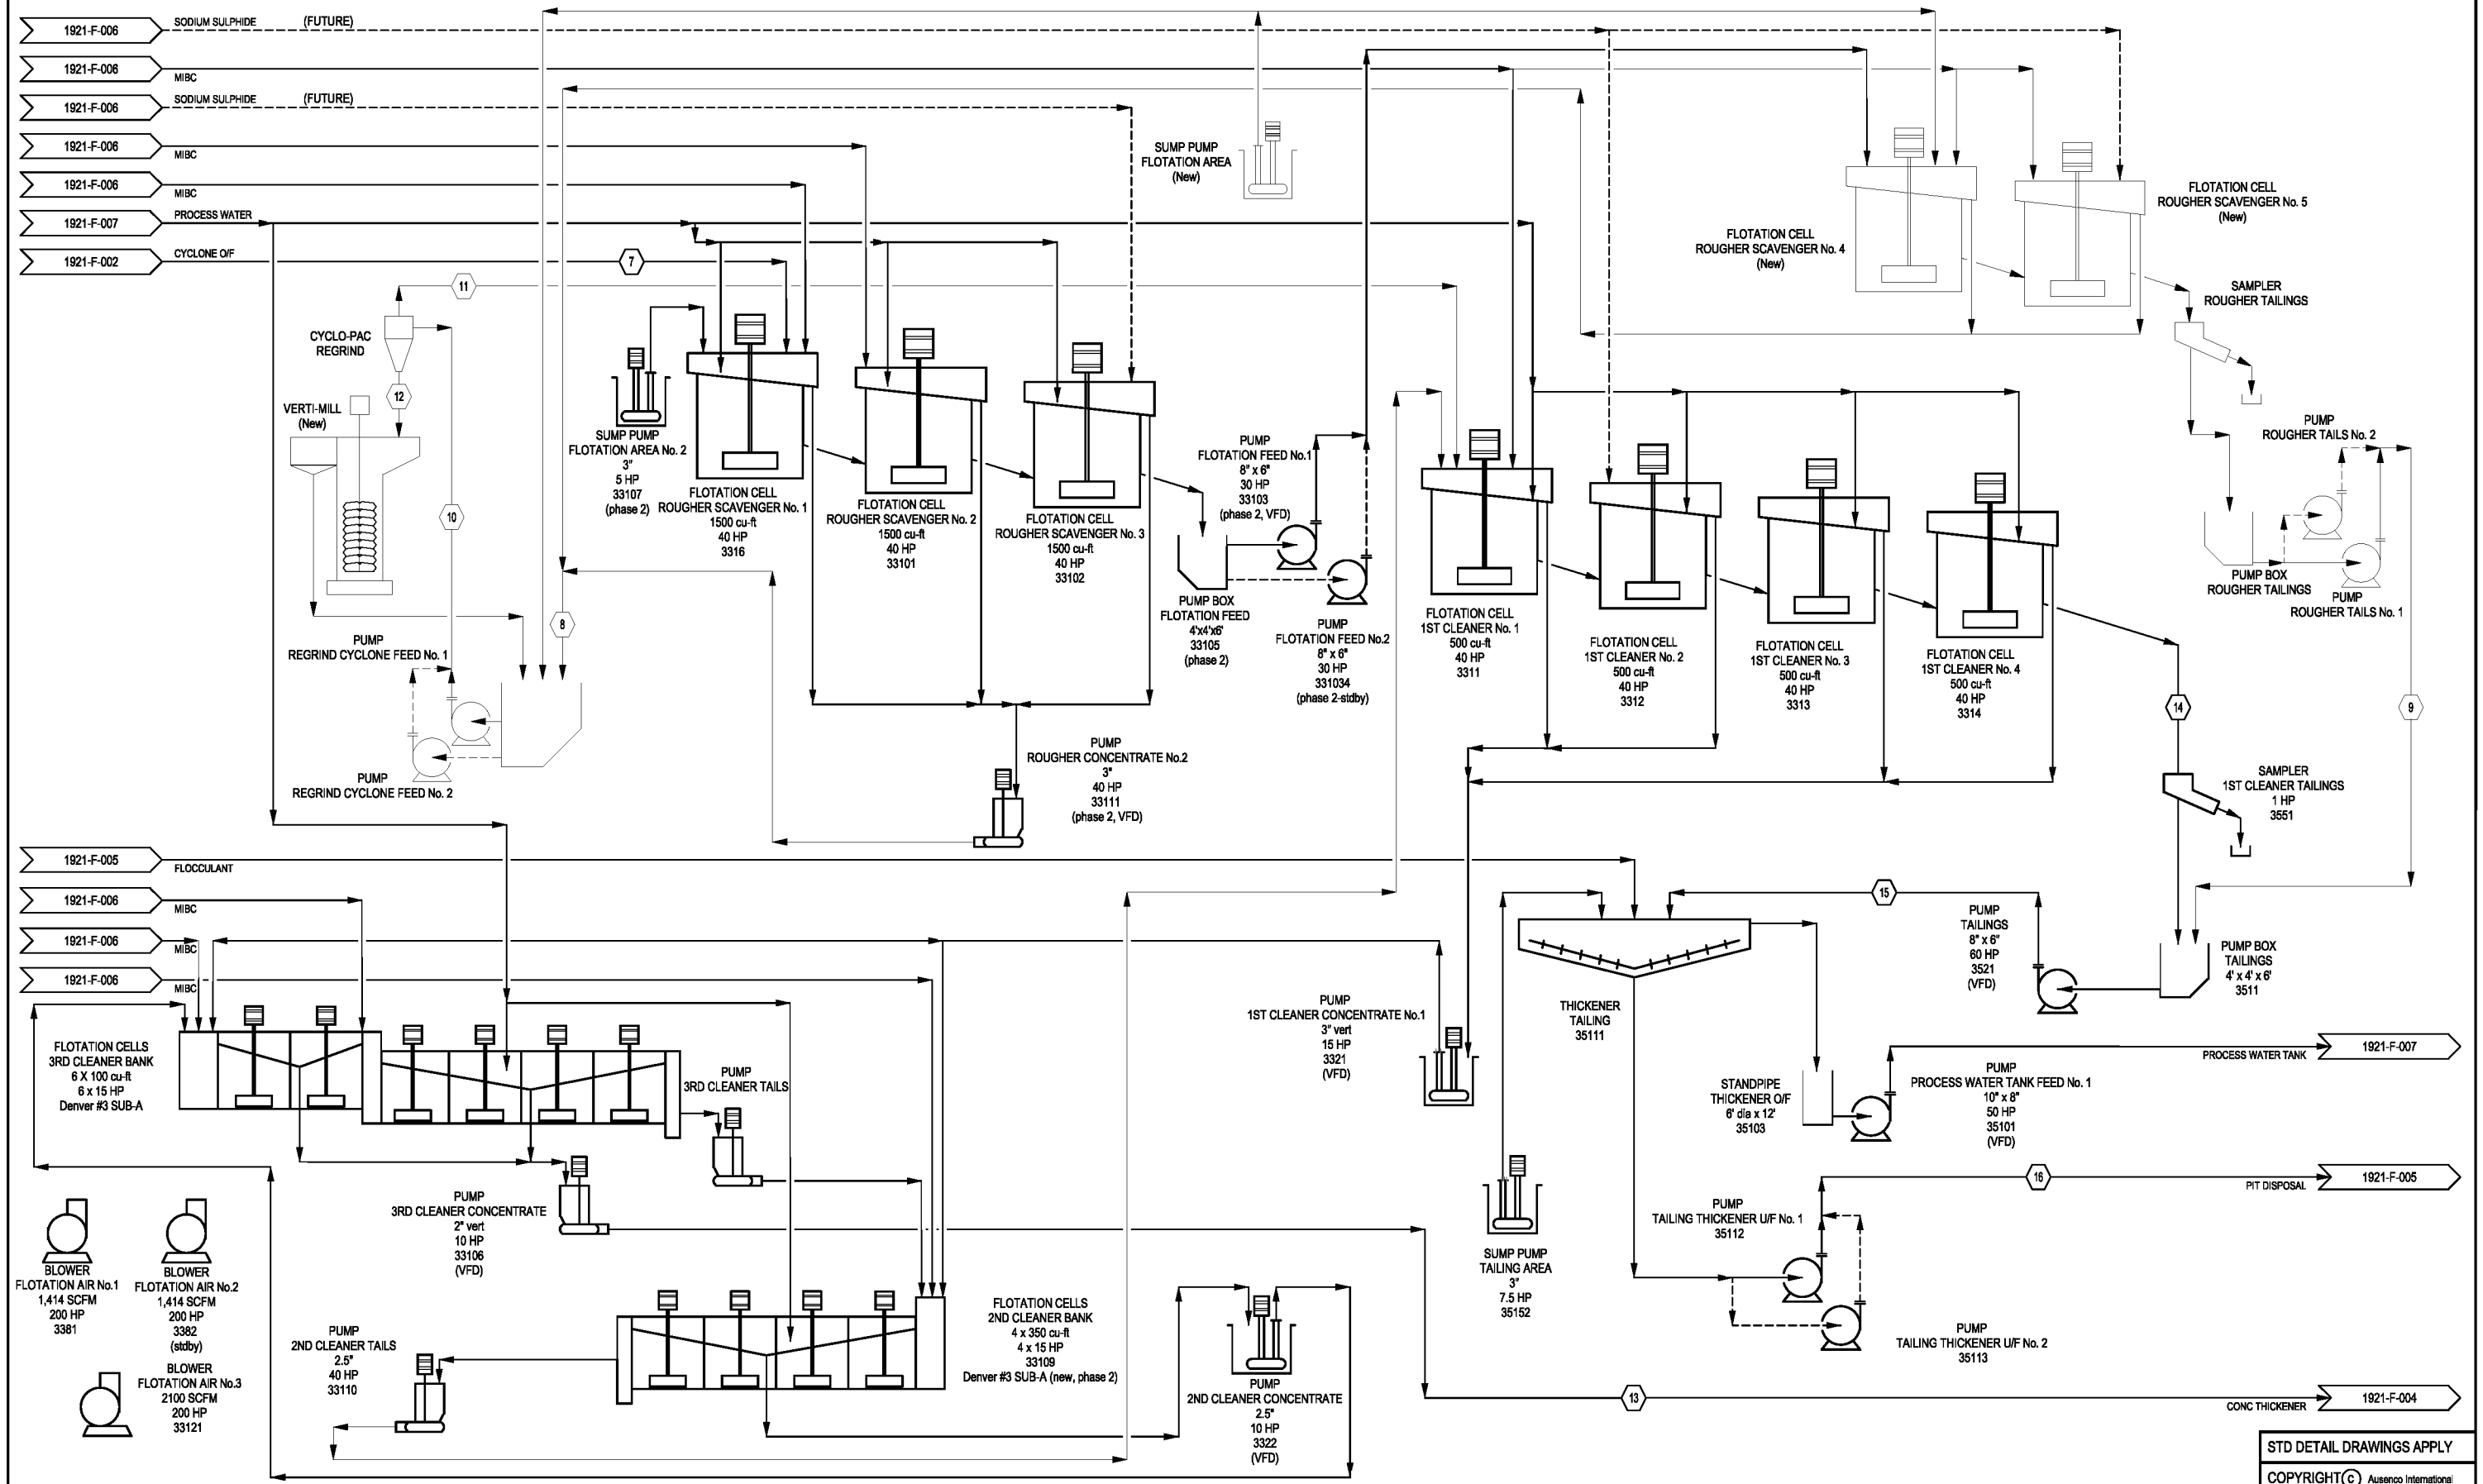 1921-F-006
SODIUM SULPHIDE
(FUTURE)
1921-F-006
MIBC
1921-F-006
SODIUM SULPHIDE
(FUTURE)
1921-F-006
MIBC
1921-F-006
MIBC
1921-F-007
PROCESS WATER
1921-F-002
CYCLONE O/F
7
11
CYCLO-PAC
REGRIND
12
VERTI-MILL
(New)
10
8
PUMP
REGRIND CYCLONE FEED No. 1
PUMP
REGRIND CYCLONE FEED No. 2
SUMP PUMP
FLOTATION AREA No. 2
3"
5 HP
33107
(phase 2)
FLOTATION CELL
ROUGHER SCAVENGER No. 1
1500 cu-ft
40 HP
3316
FLOTATION CELL
ROUGHER SCAVENGER No. 2
1500 cu-ft
40 HP
33101
FLOTATION CELL
ROUGHER SCAVENGER No. 3
1500 cu-ft
40 HP
33102
SUMP PUMP
FLOTATION AREA
(New)
PUMP
FLOTATION FEED No.1
8" x 6"
30 HP
33103
(phase 2, VFD)
PUMP BOX
FLOTATION FEED
4'x4'x6'
33105
(phase 2)
PUMP
FLOTATION FEED No.2
8" x 6"
30 HP
331034
(phase 2-stdby)
PUMP
ROUGHER CONCENTRATE No.2
3"
40 HP
33111
(phase 2, VFD)
FLOTATION CELL
ROUGHER SCAVENGER No. 4
(New)
FLOTATION CELL
ROUGHER SCAVENGER No. 5
(New)
SAMPLER
ROUGHER TAILINGS
PUMP
ROUGHER TAILS No. 2
PUMP BOX
ROUGHER TAILINGS
PUMP
ROUGHER TAILS No. 1
FLOTATION CELL
1ST CLEANER No. 1
500 cu-ft
40 HP
3311
FLOTATION CELL
1ST CLEANER No. 2
500 cu-ft
40 HP
3312
FLOTATION CELL
1ST CLEANER No. 3
500 cu-ft
40 HP
3313
FLOTATION CELL
1ST CLEANER No. 4
500 cu-ft
40 HP
3314
14
9
SAMPLER
1ST CLEANER TAILINGS
1 HP
3551
1921-F-005
FLOCCULANT
1921-F-006
MIBC
1921-F-006
MIBC
1921-F-006
MIBC
15
PUMP
TAILINGS
8" x 6"
60 HP
3521
(VFD)
PUMP BOX
TAILINGS
4' x 4' x 6'
3511
FLOTATION CELLS
3RD CLEANER BANK
6 X 100 cu-ft
6 x 15 HP
Denver #3 SUB-A
PUMP
3RD CLEANER TAILS
PUMP
1ST CLEANER CONCENTRATE No.1
3" vert
15 HP
3321
(VFD)
THICKENER
TAILING
35111
STANDPIPE
THICKENER O/F
6' dia x 12'
35103
PUMP
PROCESS WATER TANK FEED No. 1
10" x 8"
50 HP
35101
(VFD)
PROCESS WATER TANK
1921-F-007
16
PIT DISPOSAL
1921-F-005
PUMP
3RD CLEANER CONCENTRATE
2" vert
10 HP
33106
(VFD)
BLOWER
FLOTATION AIR No.1
1,414 SCFM
200 HP
3381
BLOWER
FLOTATION AIR No.2
1,414 SCFM
200 HP
3382
(stdby)
BLOWER
FLOTATION AIR No.3
2100 SCFM
200 HP
33121
PUMP
2ND CLEANER TAILS
2.5"
40 HP
33110
FLOTATION CELLS
2ND CLEANER BANK
4 x 350 cu-ft
4 x 15 HP
33109
Denver #3 SUB-A (new, phase 2)
PUMP
2ND CLEANER CONCENTRATE
2.5"
10 HP
3322
(VFD)
SUMP PUMP
TAILING AREA
3"
7.5 HP
35152
PUMP
TAILING THICKENER U/F No. 1
35112
PUMP
TAILING THICKENER U/F No. 2
35113
13
CONC THICKENER
1921-F-004
STD DETAIL DRAWINGS APPLY
COPYRIGHT C Ausenco International